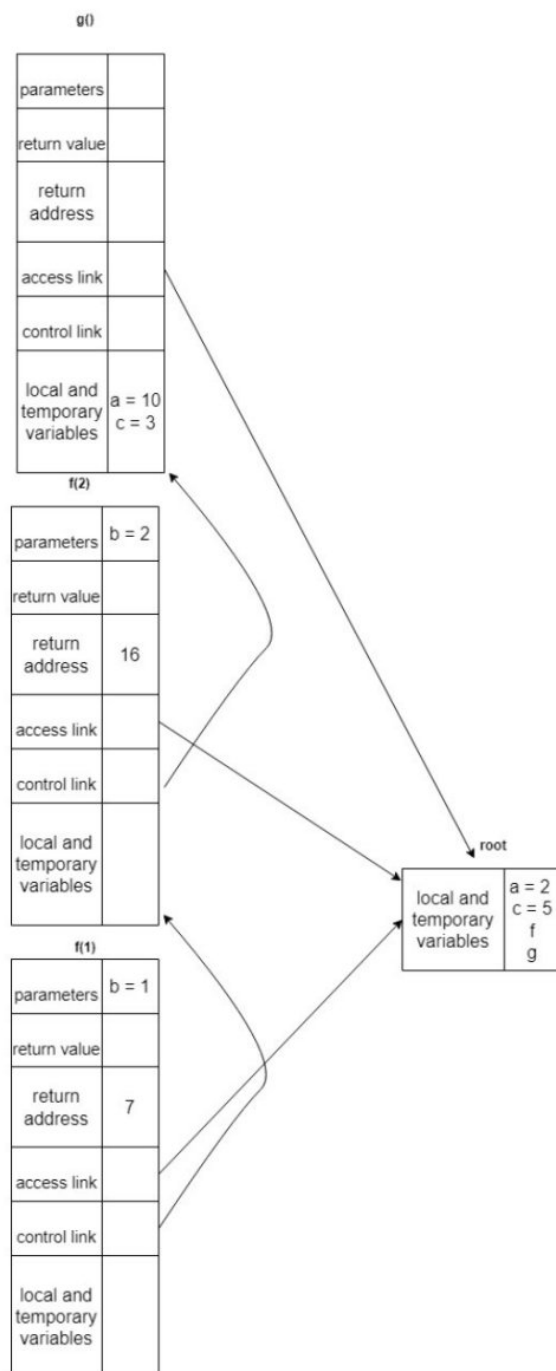 g()
parameters
return value
return
address
access link
control link
local and
temporary
variables
a = 10
c = 3
f(2)
parameters
b = 2
return value
return
address
16
access link
control link
local and
temporary
variables
root
local and
temporary
variables
a = 2
c = 5
f
g
f(1)
parameters
b = 1
return value
return
address
7
access link
control link
local and
temporary
variables